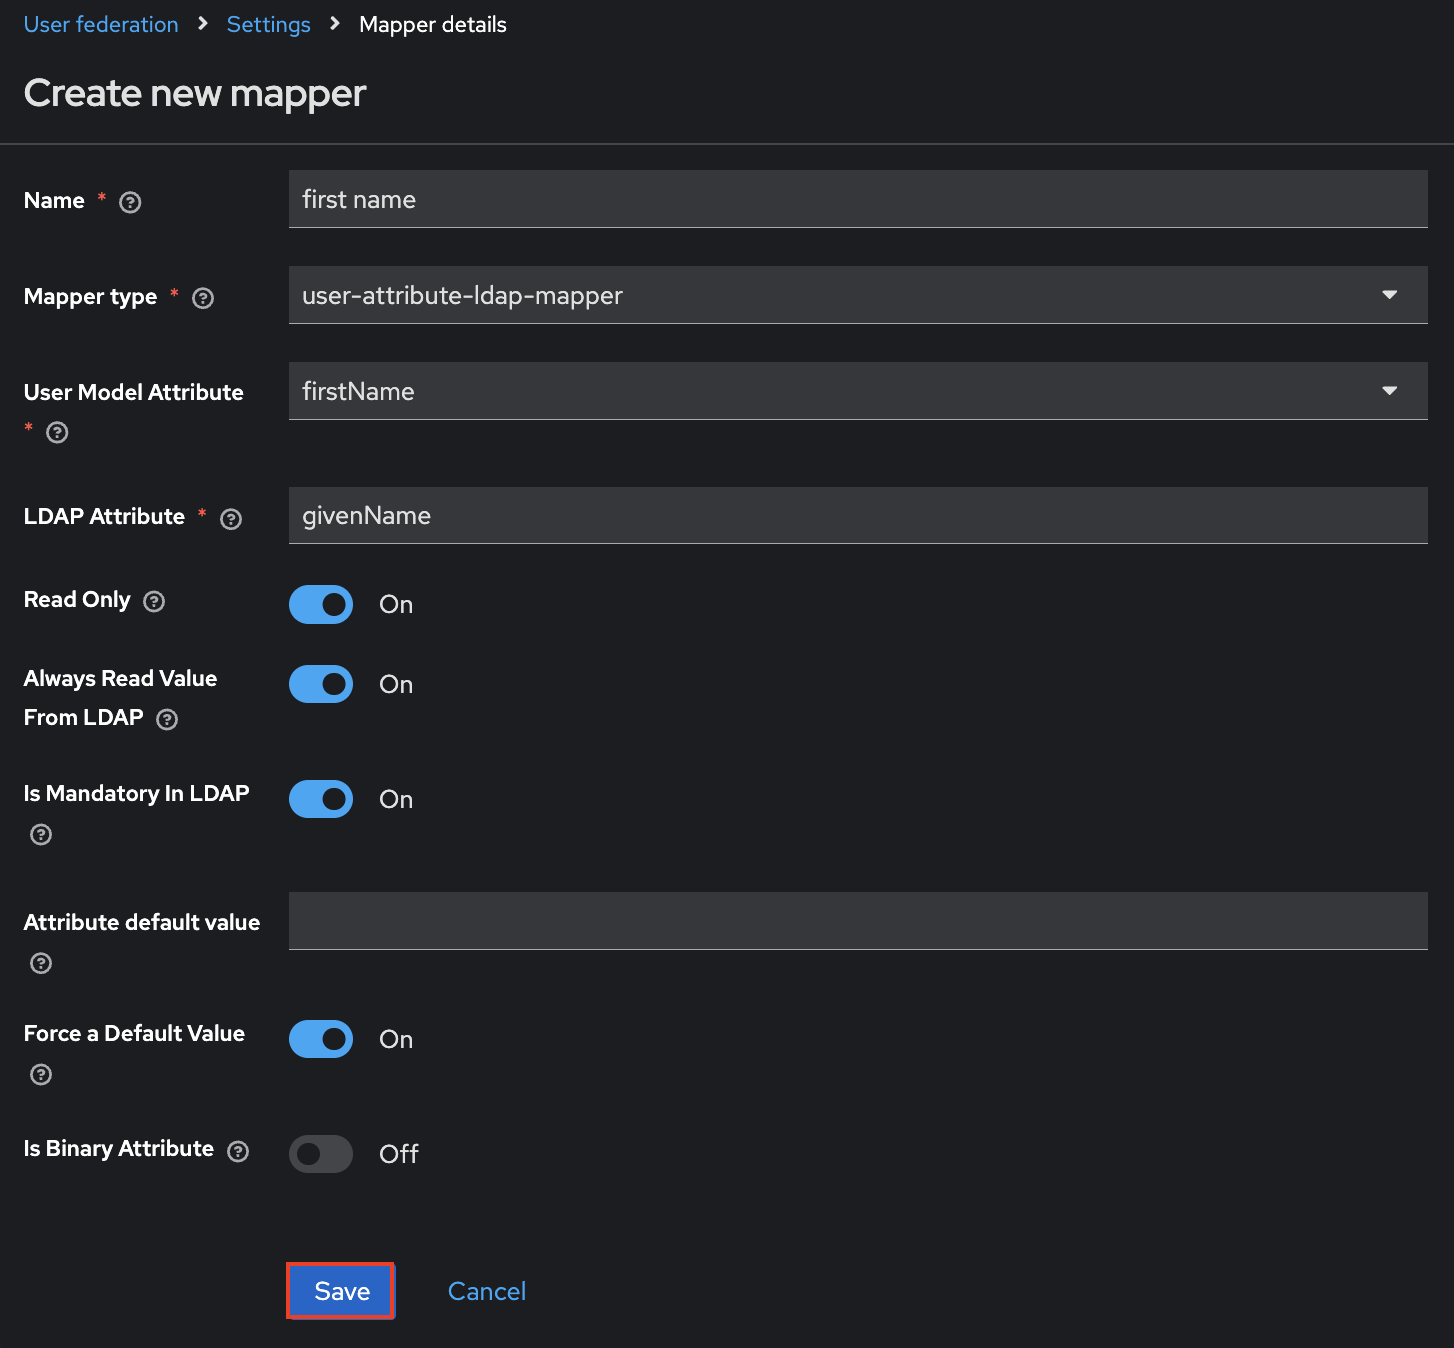 User federation > Settings > Mapper details
Create new mapper
Name * first name
Mapper type * user-attribute-ldap-mapper
User Model Attribute firstName
*
LDAP Attribute * givenName
Read Only On
Always Read Value
From LDAP On
Is Mandatory In LDAP On
Attribute default value
Force a Default Value On
Is Binary Attribute Off
Save Cancel